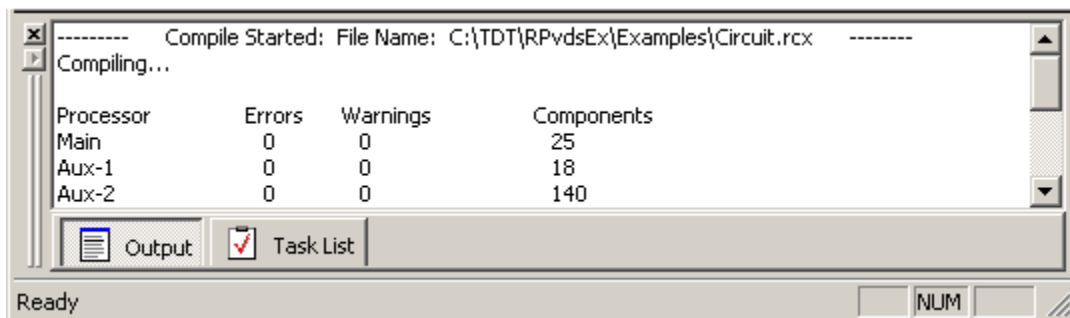 --------- Compile Started: File Name: C:\TDT\RPvdsEx\Examples\Circuit.rcx --------
Compiling...
Processor Errors Warnings Components
Main 0 0 25
Aux-1 0 0 18
Aux-2 0 0 140
Output Task List
Ready NUM